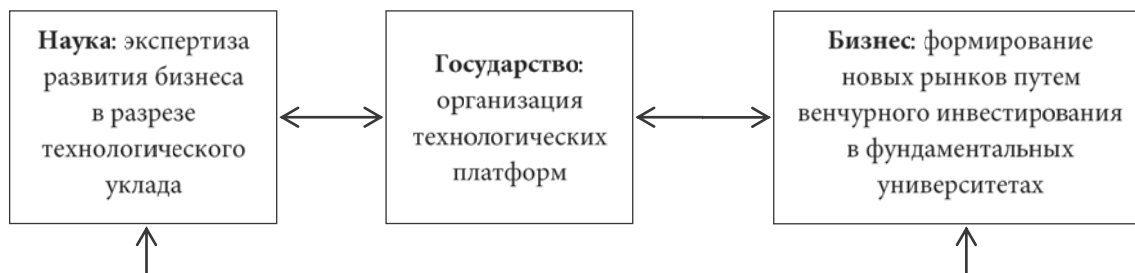 Наука: экспертиза
развития бизнеса
в разрезе
технологического
уклада
Государство:
организация
технологических
платформ
Бизнес: формирование
новых рынков путем
венчурного инвестирования
в фундаментальных
университетах